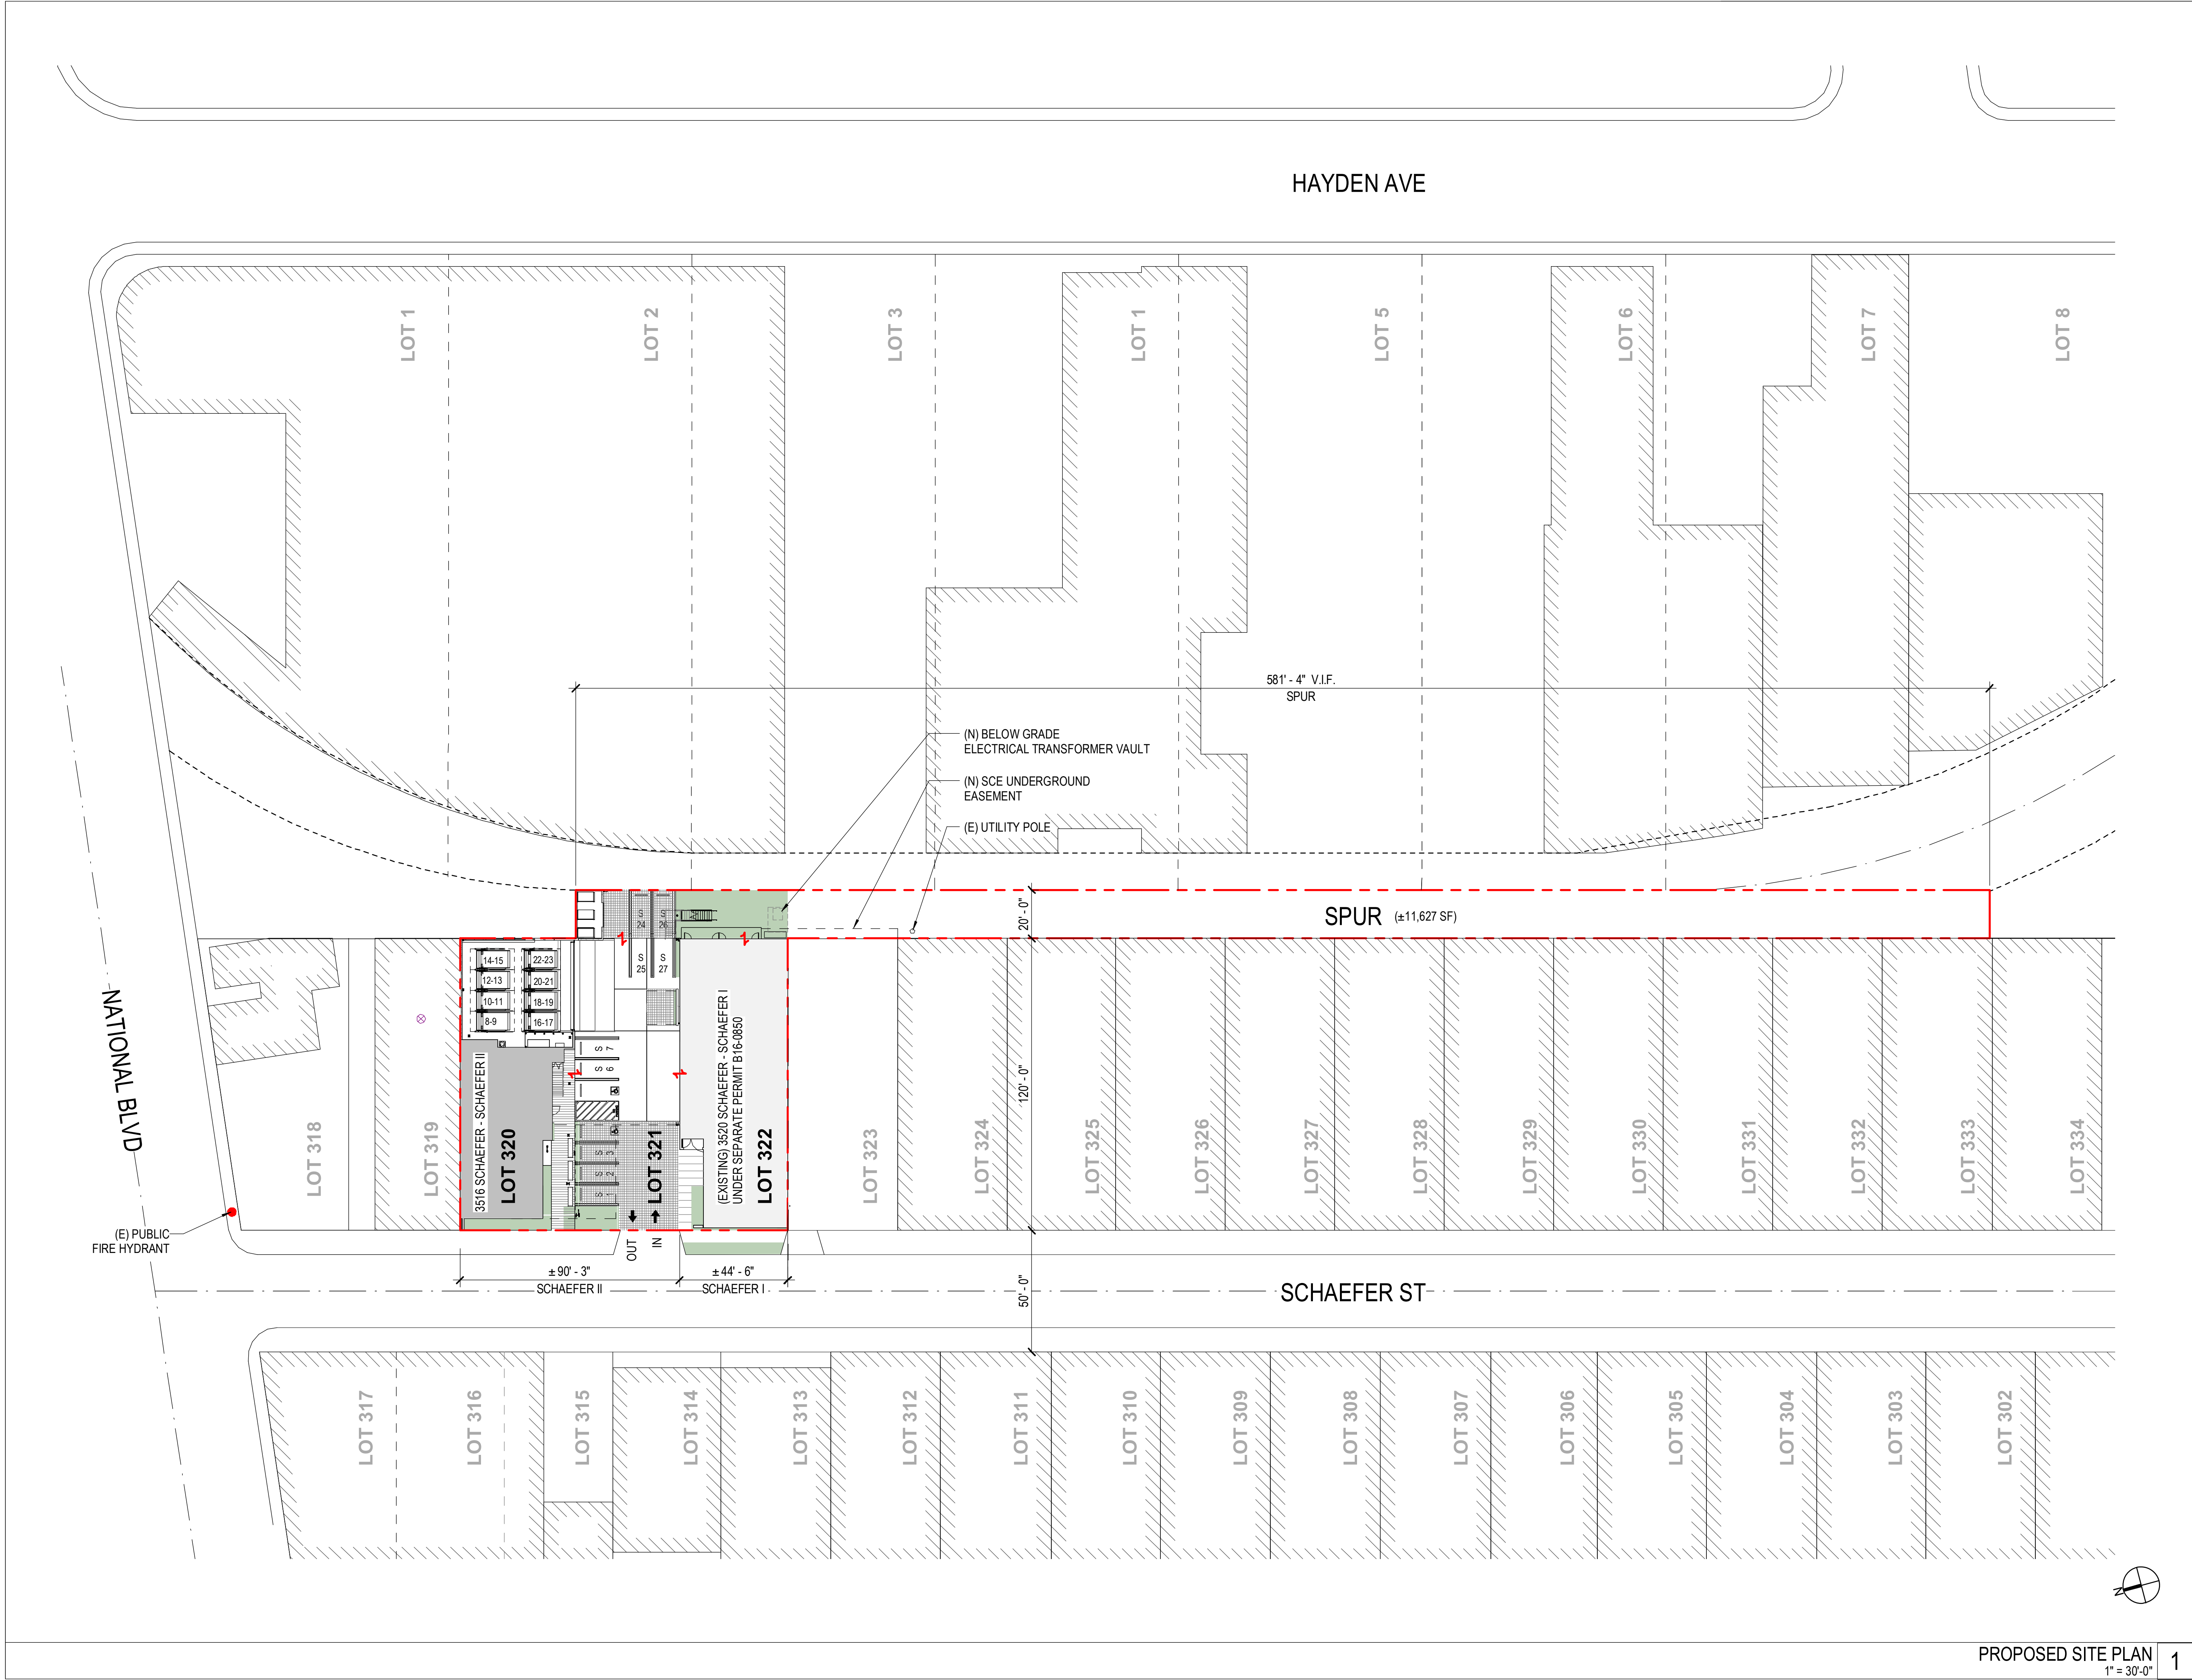 HAYDEN AVE
LOT 1
LOT 2
LOT 3
LOT 1
LOT 5
LOT 6
LOT 7
LOT 8
581' - 4" V.I.F.
SPUR
(N) BELOW GRADE
ELECTRICAL TRANSFORMER VAULT
(N) SCE UNDERGROUND
EASEMENT
(E) UTILITY POLE
20' - 0"
SPUR (±11,627 SF)
S
24
S
26
S
25
S
27
14-15
12-13
10-11
8-9
22-23
20-21
18-19
16-17
S
7
S
6
S
3
S
2
S
1
NATIONAL BLVD
LOT 318
LOT 319
3516 SCHAEFER - SCHAEFER II
LOT 320
LOT 321
(EXISTING) 3520 SCHAEFER - SCHAEFER I
UNDER SEPARATE PERMIT B16-0850
LOT 322
LOT 323
LOT 324
120' - 0"
LOT 325
LOT 326
LOT 327
LOT 328
LOT 329
LOT 330
LOT 331
LOT 332
LOT 333
LOT 334
(E) PUBLIC
FIRE HYDRANT
OUT
IN
± 90' - 3"
SCHAEFER II
± 44' - 6"
SCHAEFER I
50' - 0"
SCHAEFER ST
LOT 317
LOT 316
LOT 315
LOT 314
LOT 313
LOT 312
LOT 311
LOT 310
LOT 309
LOT 308
LOT 307
LOT 306
LOT 305
LOT 304
LOT 303
LOT 302
N
PROPOSED SITE PLAN
1" = 30'-0"
1